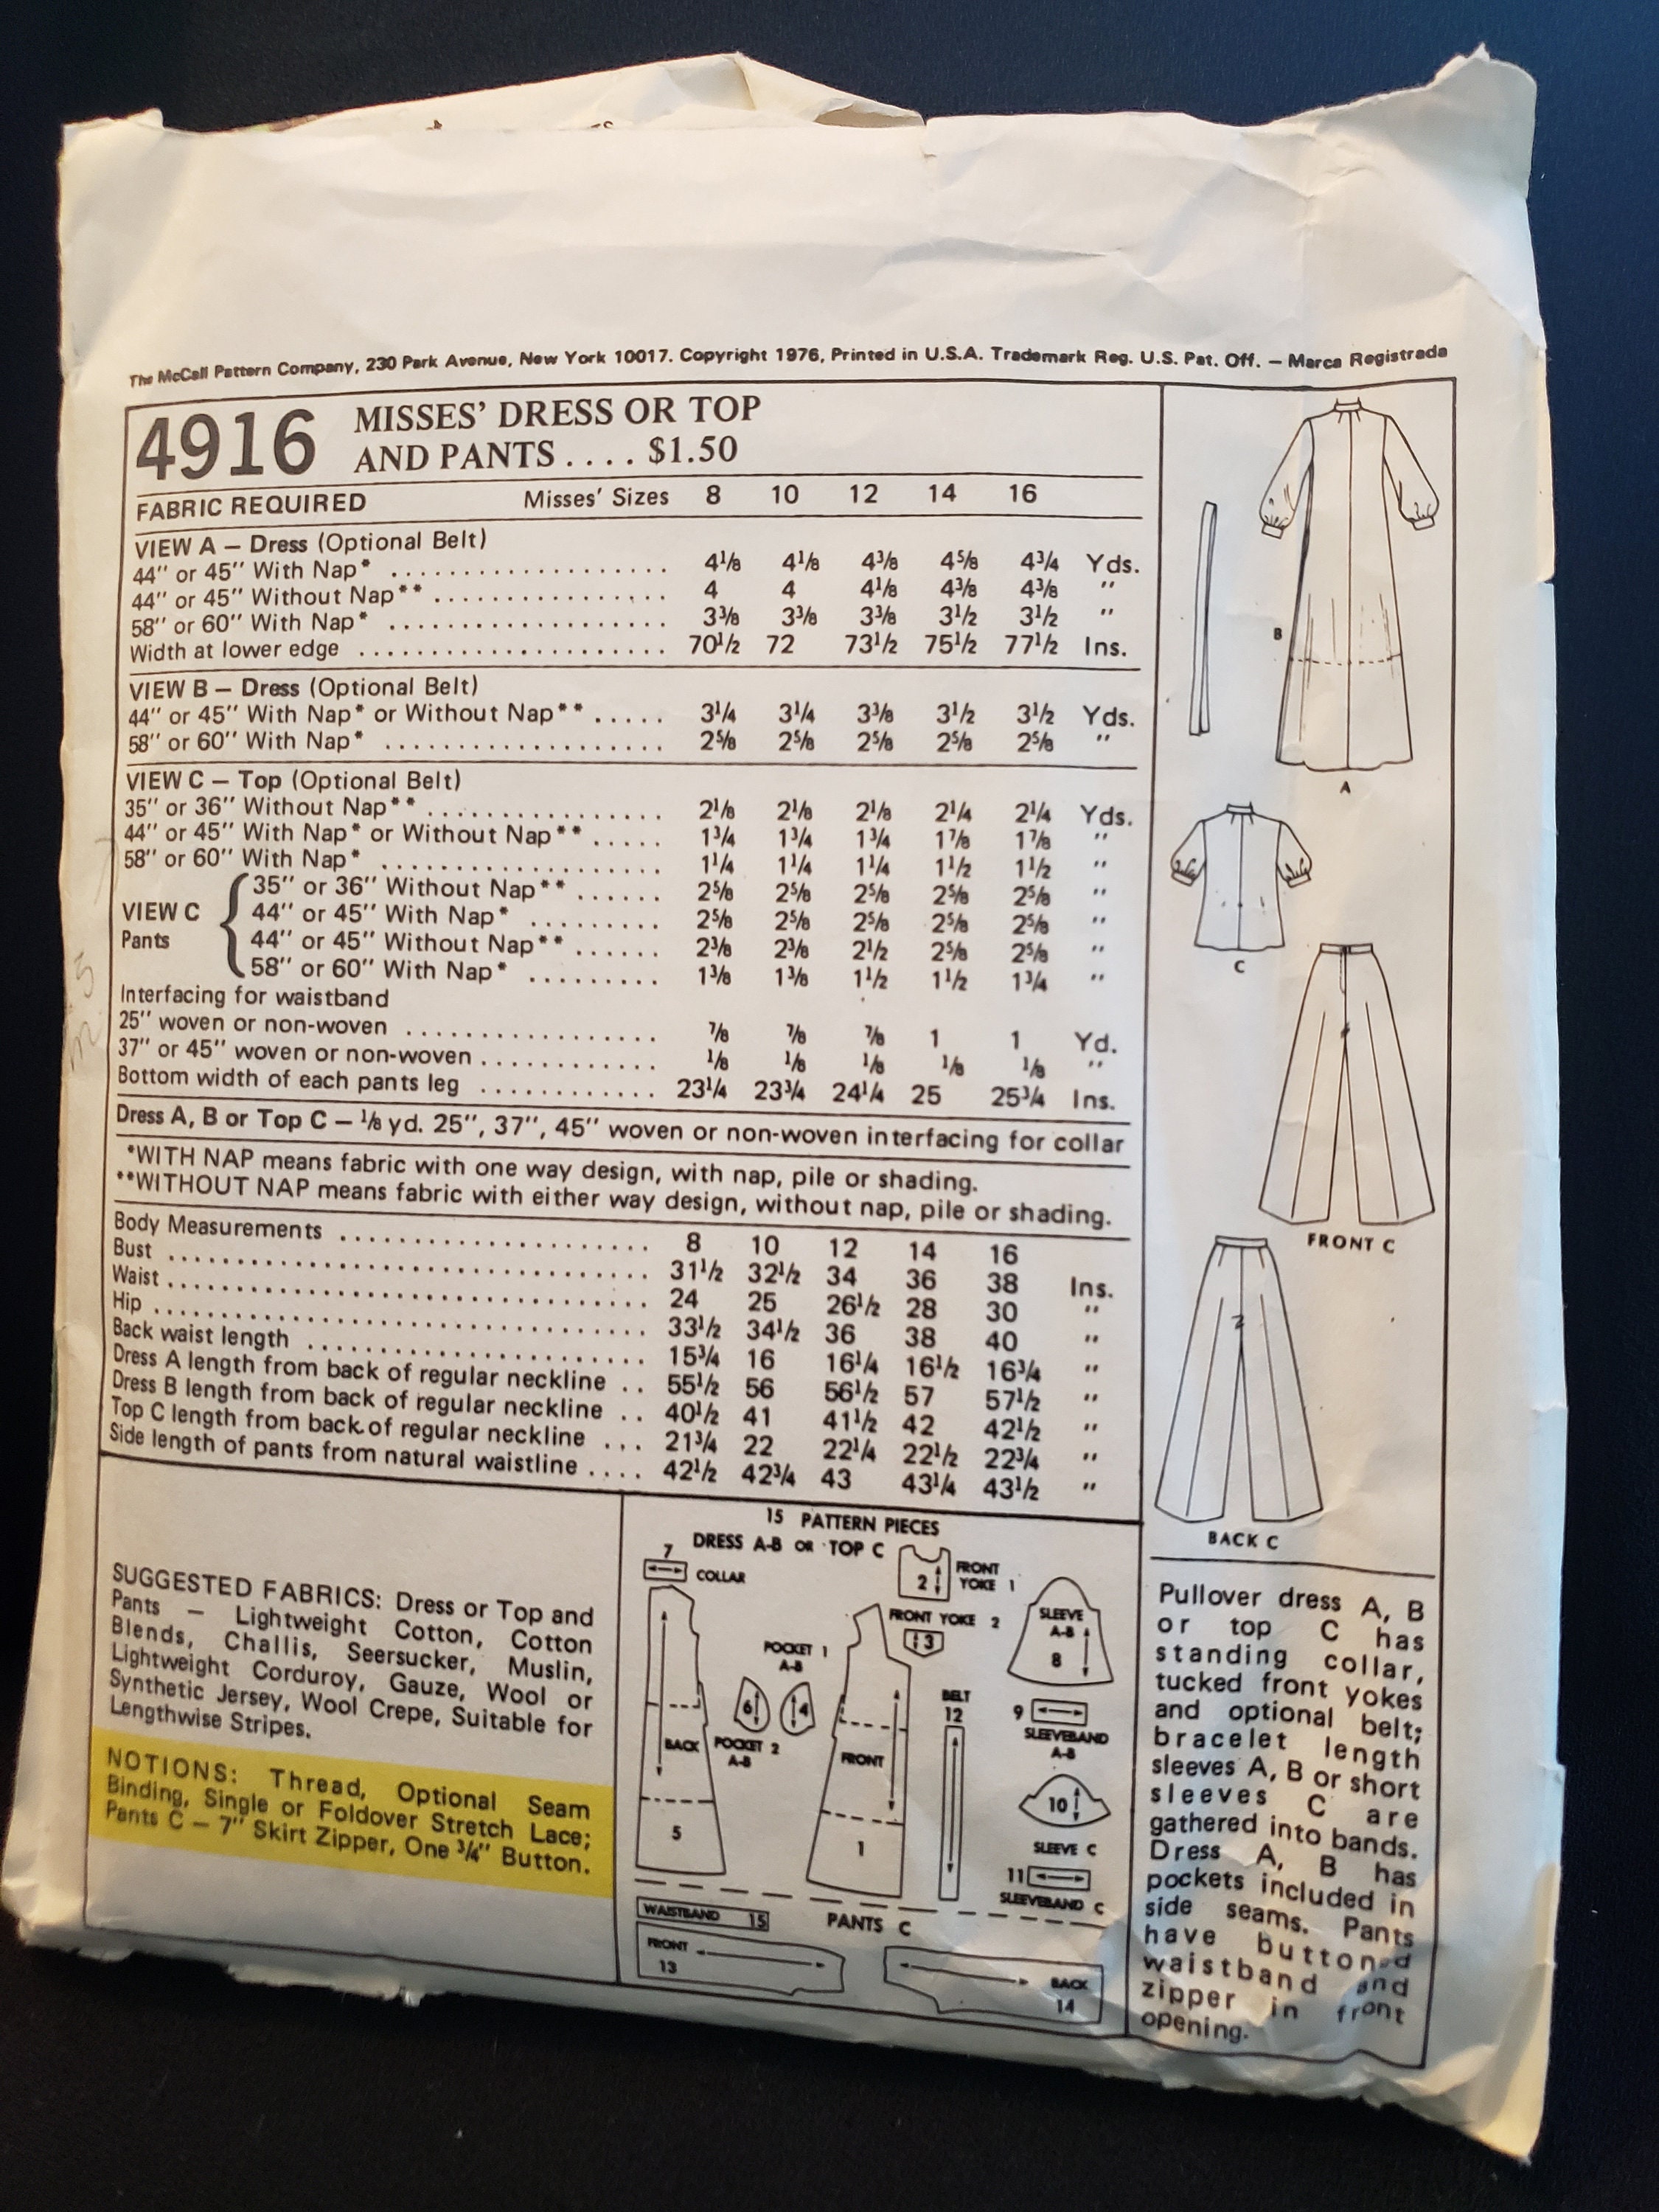 The McCall Pattern Company, 230 Park Avenue, New York 10017. Copyright 1976, Printed in U.S.A. Trademark Reg. U.S. Pat. Off. — Marca Registrada
4916 MISSES' DRESS OR TOP
AND PANTS .... $1.50
FABRIC REQUIRED Misses' Sizes 8 10 12 14 16
VIEW A — Dress (Optional Belt)
44" or 45" With Nap* .................. 4⅛ 4⅛ 4⅜ 4⅝ 4¾ Yds.
44" or 45" Without Nap** ............... 4 4 4⅛ 4⅜ 4⅜ "
58" or 60" With Nap* .................. 3⅜ 3⅜ 3⅜ 3½ 3½ "
Width at lower edge .................... 70½ 72 73½ 75½ 77½ Ins.
VIEW B — Dress (Optional Belt)
44" or 45" With Nap* or Without Nap** ..... 3¼ 3¼ 3⅜ 3½ 3½ Yds.
58" or 60" With Nap* .................. 2⅝ 2⅝ 2⅝ 2⅝ 2⅝ "
VIEW C — Top (Optional Belt)
35" or 36" Without Nap** ............... 2⅛ 2⅛ 2⅛ 2¼ 2¼ Yds.
44" or 45" With Nap* or Without Nap** ..... 1¾ 1¾ 1¾ 1⅞ 1⅞ "
58" or 60" With Nap* .................. 1¼ 1¼ 1¼ 1½ 1½ "
VIEW C
Pants
35" or 36" Without Nap** ...... 2⅝ 2⅝ 2⅝ 2⅝ 2⅝ "
44" or 45" With Nap* ......... 2⅝ 2⅝ 2⅝ 2⅝ 2⅝ "
44" or 45" Without Nap** ...... 2⅜ 2⅜ 2½ 2⅝ 2⅝ "
58" or 60" With Nap* ......... 1⅜ 1⅜ 1½ 1½ 1¾ "
Interfacing for waistband
25" woven or non-woven ................. ⅞ ⅞ ⅞ 1 1 Yd.
37" or 45" woven or non-woven ............ ⅛ ⅛ ⅛ ⅛ ⅛ "
Bottom width of each pants leg ............ 23¼ 23¾ 24¼ 25 25¾ Ins.
Dress A, B or Top C — ⅛ yd. 25", 37", 45" woven or non-woven interfacing for collar
*WITH NAP means fabric with one way design, with nap, pile or shading.
**WITHOUT NAP means fabric with either way design, without nap, pile or shading.
Body Measurements ..................... 8 10 12 14 16
Bust ................................ 31½ 32½ 34 36 38 Ins.
Waist ................................ 24 25 26½ 28 30 "
Hip ................................. 33½ 34½ 36 38 40 "
Back waist length ....................... 15¾ 16 16¼ 16½ 16¾ "
Dress A length from back of regular neckline .. 55½ 56 56½ 57 57½ "
Dress B length from back of regular neckline .. 40½ 41 41½ 42 42½ "
Top C length from back of regular neckline ... 21¾ 22 22¼ 22½ 22¾ "
Side length of pants from natural waistline .... 42½ 42¾ 43 43¼ 43½ "
SUGGESTED FABRICS: Dress or Top and
Pants — Lightweight Cotton, Cotton
Blends, Challis, Seersucker, Muslin,
Lightweight Corduroy, Gauze, Wool or
Synthetic Jersey, Wool Crepe, Suitable for
Lengthwise Stripes.
NOTIONS: Thread, Optional Seam
Binding, Single or Foldover Stretch Lace;
Pants C — 7" Skirt Zipper, One ¾" Button.
15 PATTERN PIECES
DRESS A-B OR TOP C
7
COLLAR
2
FRONT
YOKE 1
FRONT YOKE 2
3
SLEEVE
A-B
8
POCKET 1
A-B
6
4
POCKET 2
A-B
BACK
5
FRONT
1
BELT
12
9
SLEEVEBAND
A-B
10
SLEEVE C
11
SLEEVEBAND C
PANTS C
WAISTBAND 15
FRONT
13
BACK
14
B
A
C
FRONT C
BACK C
Pullover dress A, B
or top C has
standing collar,
tucked front yokes
and optional belt;
bracelet length
sleeves A, B or short
sleeves C are
gathered into bands.
Dress A, B has
pockets included in
side seams. Pants
have buttoned
waistband and
zipper in front
opening.